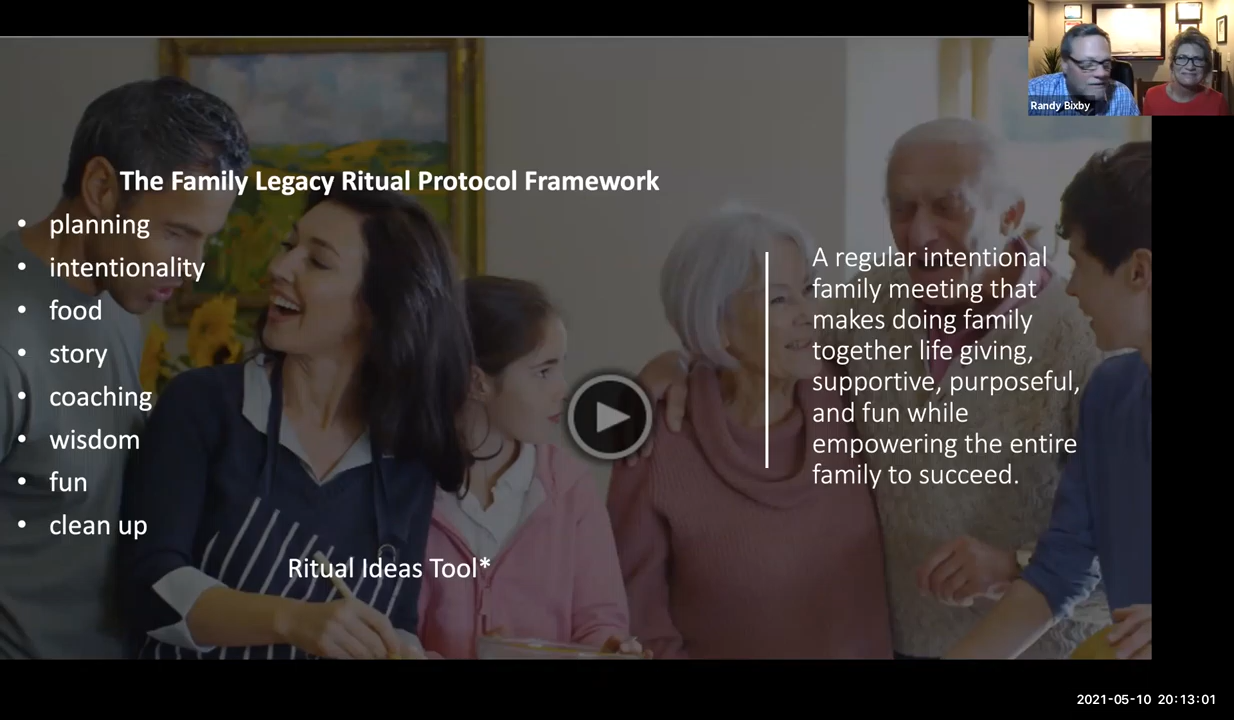 Randy Bixby
The Family Legacy Ritual Protocol Framework
• planning
• intentionality
• food
• story
• coaching
• wisdom
• fun
• clean up
Ritual Ideas Tool*
A regular intentional
family meeting that
makes doing family
together life giving,
supportive, purposeful,
and fun while
empowering the entire
family to succeed.
2021-05-10 20:13:01